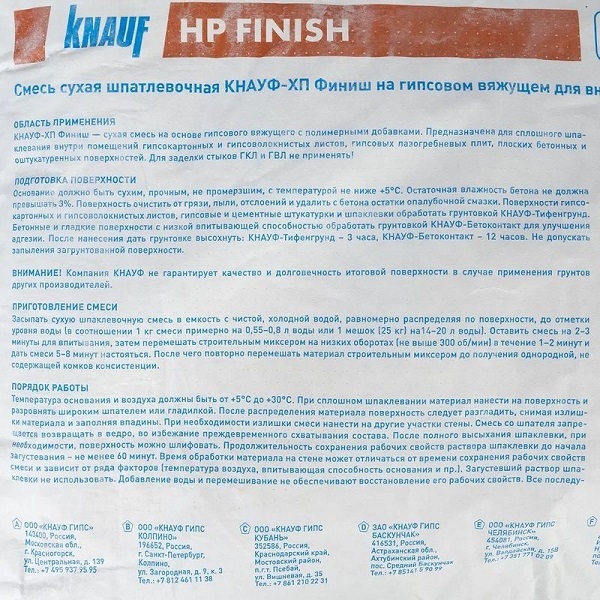 KNAUF HP FINISH
Смесь сухая шпатлевочная КНАУФ-ХП Финиш на гипсовом вяжущем для вн
ОБЛАСТЬ ПРИМЕНЕНИЯ
КНАУФ-ХП Финиш — сухая смесь на основе гипсового вяжущего с полимерными добавками. Предназначена для сплошного шпа-
клевания внутри помещений гипсокартонных и гипсоволокнистых листов, гипсовых пазогребневых плит, плоских бетонных и
оштукатуренных поверхностей. Для заделки стыков ГКЛ и ГВЛ не применять!
ПОДГОТОВКА ПОВЕРХНОСТИ
Основание должно быть сухим, прочным, не промерзшим, с температурой не ниже +5°С. Остаточная влажность бетона не должна
превышать 3%. Поверхность очистить от грязи, пыли, отслоений и удалить с бетона остатки опалубочной смазки. Поверхности гипсо-
картонных и гипсоволокнистых листов, гипсовые и цементные штукатурки и шпаклевки обработать грунтовкой КНАУФ-Тифенгрунд.
Бетонные и гладкие поверхности с низкой впитывающей способностью обработать грунтовкой КНАУФ-Бетоконтакт для улучшения
адгезии. После нанесения дать грунтовке высохнуть: КНАУФ-Тифенгрунд – 3 часа, КНАУФ-Бетоконтакт – 12 часов. Не допускать
запыления загрунтованной поверхности.
ВНИМАНИЕ! Компания КНАУФ не гарантирует качество и долговечность итоговой поверхности в случае применения грунтов
других производителей.
ПРИГОТОВЛЕНИЕ СМЕСИ
Засыпать сухую шпаклевочную смесь в емкость с чистой, холодной водой, равномерно распределяя по поверхности, до отметки
уровня воды (в соотношении 1 кг смеси примерно на 0,55–0,8 л воды или 1 мешок (25 кг) на14–20 л воды). Оставить смесь на 2–3
минуты для впитывания, затем перемешать строительным миксером на низких оборотах (не выше 300 об/мин) в течение 1–2 минут и
дать смеси 5–8 минут настояться. После чего повторно перемешать материал строительным миксером до получения однородной, не
содержащей комков консистенции.
ПОРЯДОК РАБОТЫ
Температура основания и воздуха должны быть от +5°С до +30°С. При сплошном шпаклевании материал нанести на поверхность и
разровнять широким шпателем или гладилкой. После распределения материала поверхность следует разгладить, снимая излиш-
ки материала и заполняя впадины. При необходимости излишки смеси нанести на другие участки стены. Смесь со шпателя запре-
щается возвращать в ведро, во избежание преждевременного схватывания состава. После полного высыхания шпаклевки, при
необходимости, поверхность можно шлифовать. Продолжительность сохранения рабочих свойств раствора шпаклевки до начала
загустевания – не менее 60 минут. Время обработки материала на стене может отличаться от времени сохранения рабочих свойств
смеси и зависит от ряда факторов (температура воздуха, впитывающая способность основания и пр.). Загустевший раствор шпа-
клевки не использовать. Добавление воды и перемешивание не обеспечивают восстановление его рабочих свойств. Все последу-
A ООО «КНАУФ ГИПС»
143400, Россия,
Московская обл.,
г. Красногорск,
ул. Центральная, 139
Тел.: +7 495 937 95 95
B ООО «КНАУФ ГИПС
КОЛПИНО»
196652, Россия,
г. Санкт-Петербург,
Колпино,
ул. Загородная, д. 9, к. 3
Тел.: +7 812 461 11 38
C ООО «КНАУФ ГИПС
КУБАНЬ»
352586, Россия,
Краснодарский край,
Мостовский район,
п.г.т. Псебай,
ул. Вишневая, д. 35
Тел.: +7 861 210 22 31
D ЗАО «КНАУФ ГИПС
БАСКУНЧАК»
416531, Россия,
Астраханская обл.,
Ахтубинский район,
пос. Средний Баскунчак
Тел.: +7 85141 5 90 99
E ООО «КНАУФ ГИПС
ЧЕЛЯБИНСК»
454081, Россия,
г. Челябинск,
ул. Валдайская, д. 15В
Тел.: +7 351 771 02 09
F